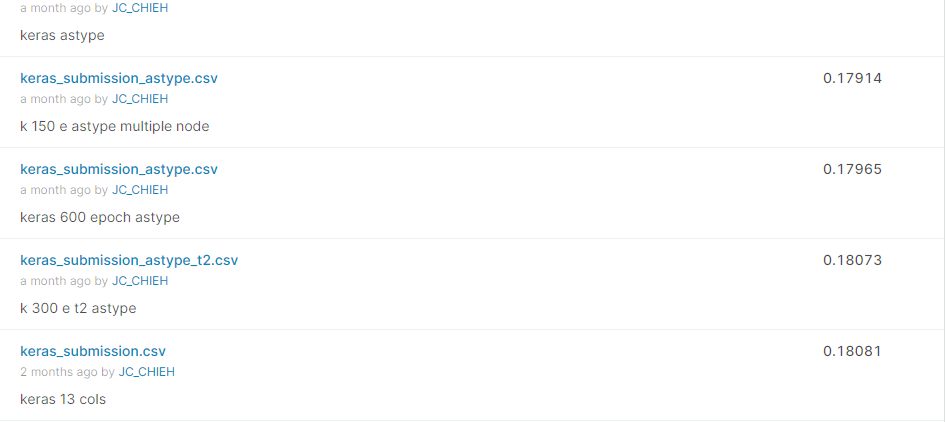 a month ago by JC_CHIEH
keras astype
keras_submission_astype.csv 0.17914
a month ago by JC_CHIEH
k 150 e astype multiple node
keras_submission_astype.csv 0.17965
a month ago by JC_CHIEH
keras 600 epoch astype
keras_submission_astype_t2.csv 0.18073
a month ago by JC_CHIEH
k 300 e t2 astype
keras_submission.csv 0.18081
2 months ago by JC_CHIEH
keras 13 cols